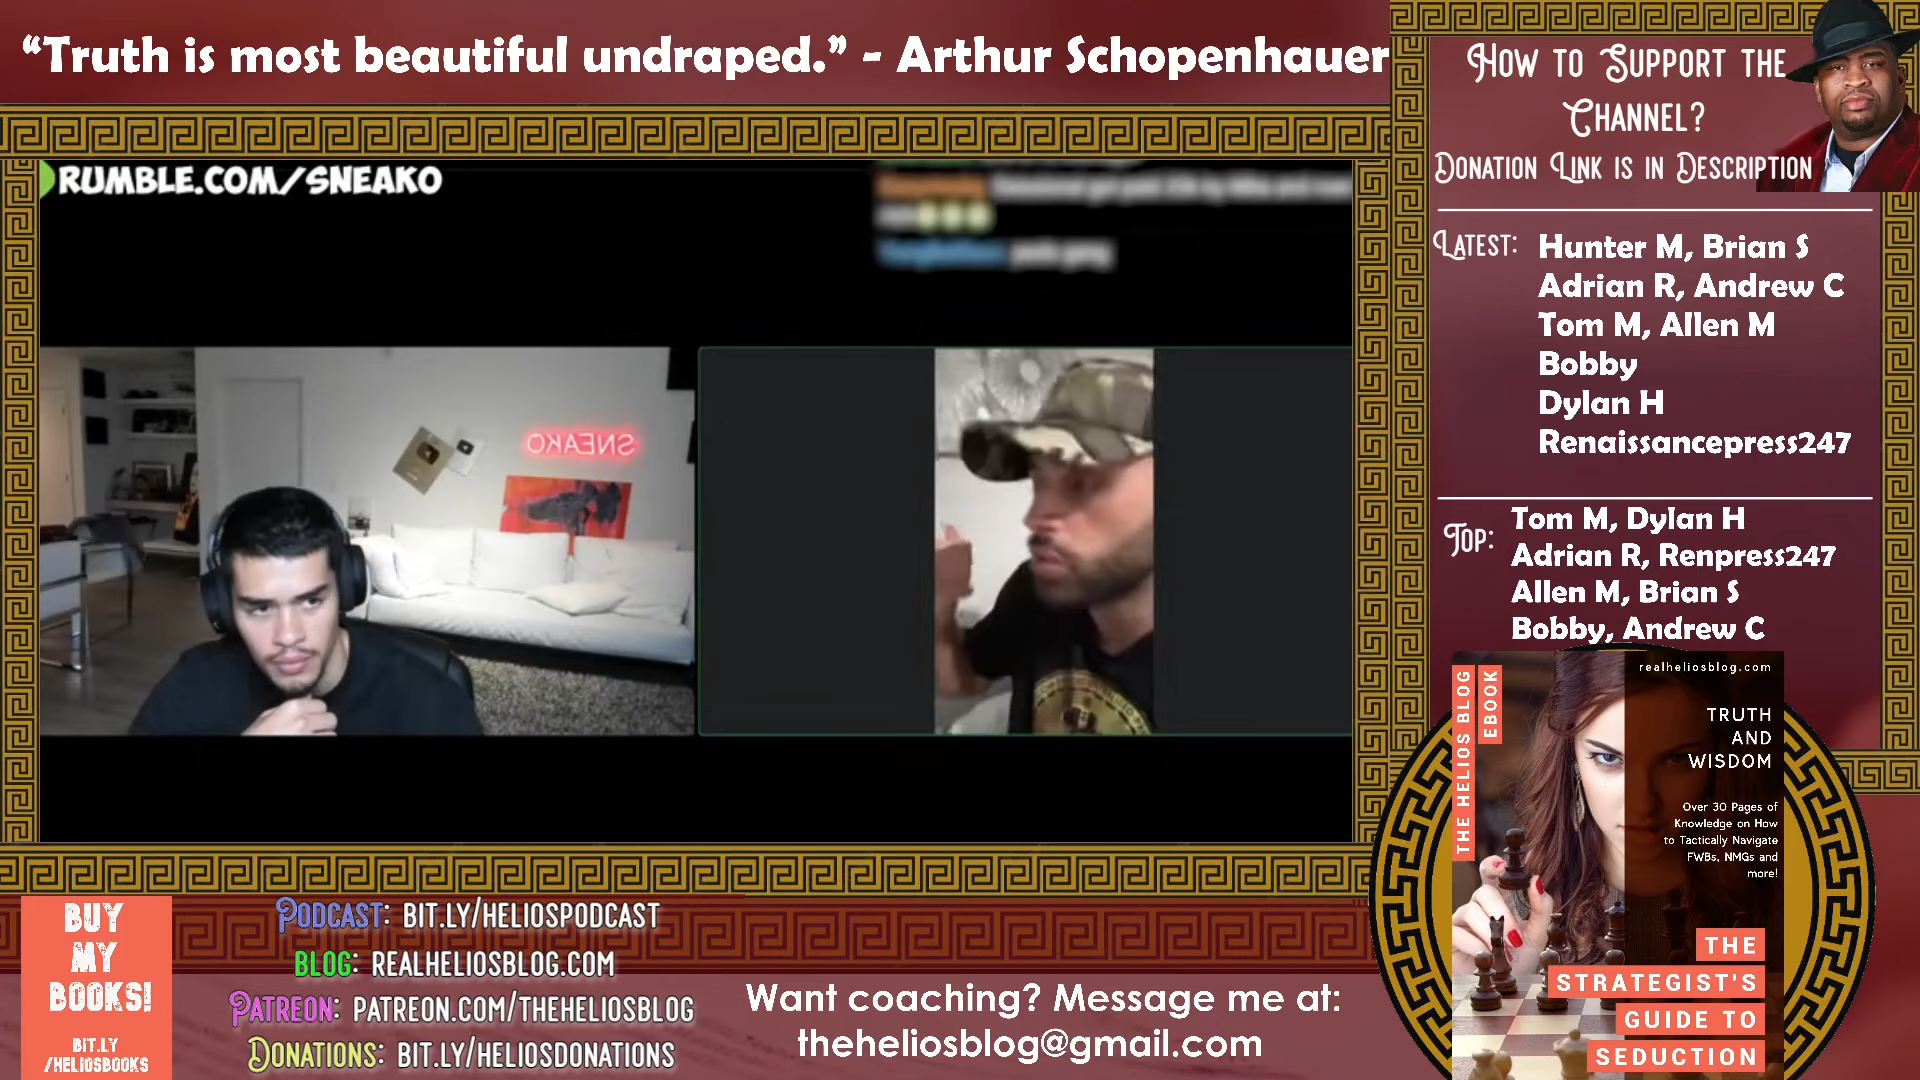 “Truth is most beautiful undraped.” - Arthur Schopenhauer
RUMBLE.COM/SNEAKO
SNEAKO
How to Support the
Channel?
Donation Link is in Description
Latest: Hunter M, Brian S
Adrian R, Andrew C
Tom M, Allen M
Bobby
Dylan H
Renaissancepress247
Top: Tom M, Dylan H
Adrian R, Renpress247
Allen M, Brian S
Bobby, Andrew C
realheliosblog.com
THE HELIOS BLOG
EBOOK
TRUTH
AND
WISDOM
Over 30 Pages of
Knowledge on How
to Tactically Navigate
FWBs, NMGs and
more!
THE
STRATEGIST'S
GUIDE TO
SEDUCTION
BUY
MY
BOOKS!
BIT.LY
/HELIOSBOOKS
Podcast: BIT.LY/HELIOSPODCAST
BLOG: REALHELIOSBLOG.COM
Patreon: PATREON.COM/THEHELIOSBLOG
Donations: BIT.LY/HELIOSDONATIONS
Want coaching? Message me at:
theheliosblog@gmail.com